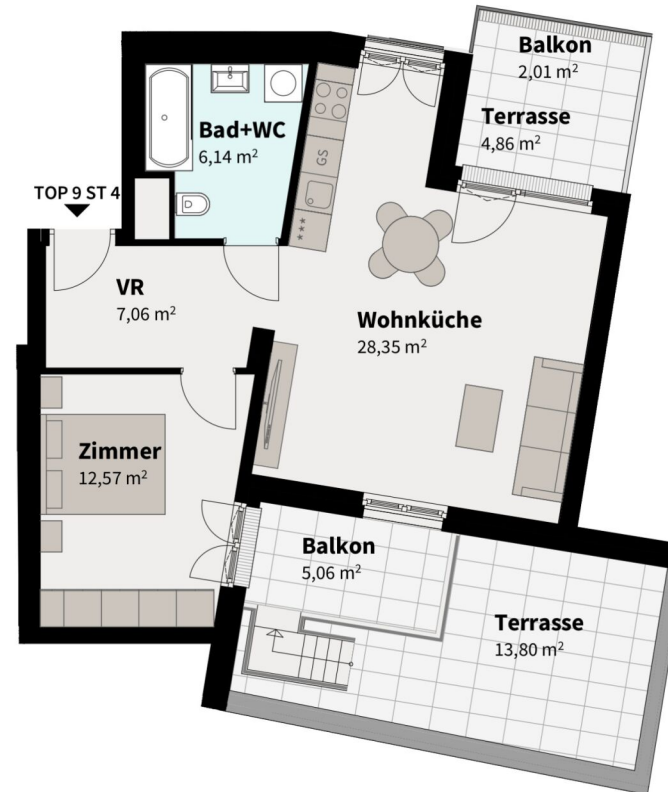 Balkon
2,01 m²
Terrasse
4,86 m²
Bad+WC
6,14 m²
GS
***
TOP 9 ST 4
VR
7,06 m²
Wohnküche
28,35 m²
Zimmer
12,57 m²
Balkon
5,06 m²
Terrasse
13,80 m²